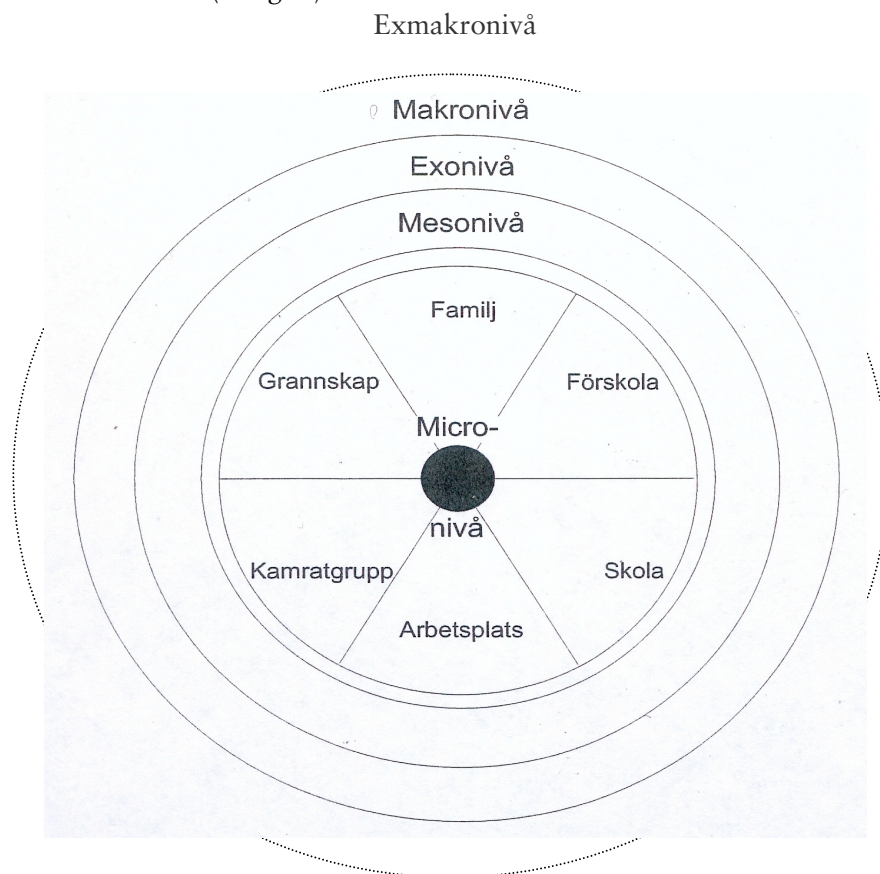 Exmakronivå
Makronivå
Exonivå
Mesonivå
Familj
Grannskap
Förskola
Micro-
nivå
Kamratgrupp
Skola
Arbetsplats